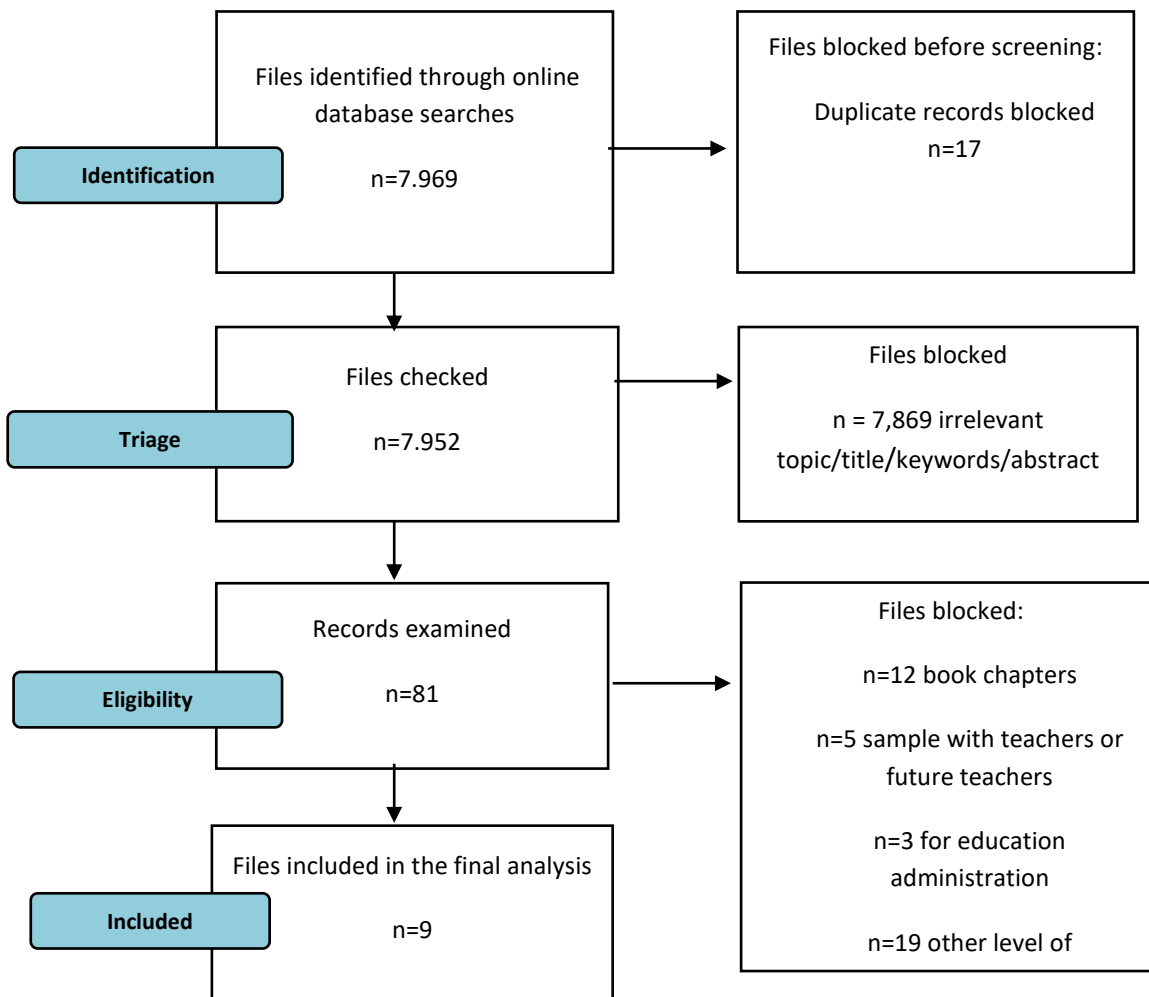 Files identified through online
database searches
n=7.969
Identification
Files blocked before screening:
Duplicate records blocked
n=17
Files checked
n=7.952
Triage
Files blocked
n = 7,869 irrelevant
topic/title/keywords/abstract
Records examined
n=81
Eligibility
Files blocked:
n=12 book chapters
n=5 sample with teachers or
future teachers
n=3 for education
administration
n=19 other level of
Files included in the final analysis
n=9
Included